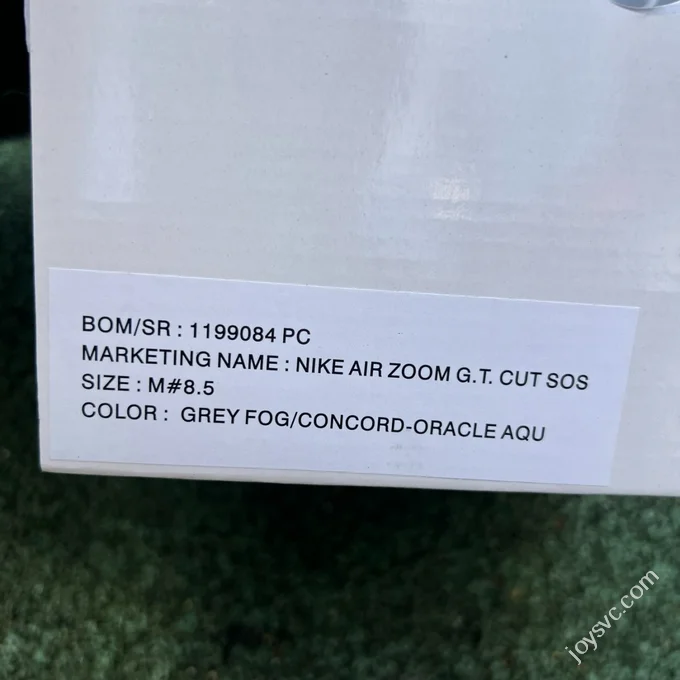 BOM/SR : 1199084 PC
MARKETING NAME : NIKE AIR ZOOM G.T. CUT SOS
SIZE : M#8.5
COLOR : GREY FOG/CONCORD-ORACLE AQU
joysvc.com